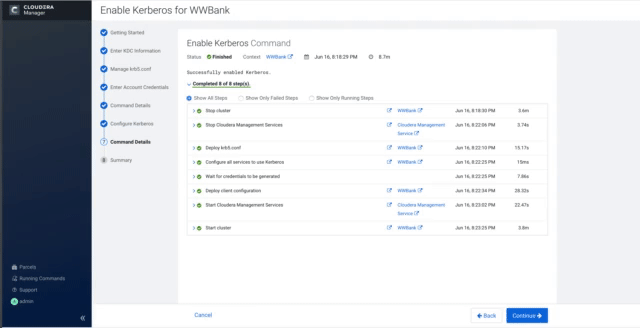 CLOUDERA
Manager
Enable Kerberos for WWBank
Getting Started
Enter KDC Information
Manage krb5.conf
Enter Account Credentials
Command Details
Configure Kerberos
7 Command Details
8 Summary
Parcels
Running Commands
Support
admin
Enable Kerberos Command
Status Finished Context WWBank Jun 16, 8:18:29 PM 8.7m
Successfully enabled Kerberos.
Completed 8 of 8 step(s).
Show All Steps Show Only Failed Steps Show Only Running Steps
Stop cluster WWBank Jun 16, 8:18:30 PM 3.6m
Stop Cloudera Management Services Cloudera Management Service Jun 16, 8:22:06 PM 3.74s
Deploy krb5.conf WWBank Jun 16, 8:22:10 PM 15.17s
Configure all services to use Kerberos WWBank Jun 16, 8:22:25 PM 15ms
Wait for credentials to be generated Jun 16, 8:22:25 PM 7.86s
Deploy client configuration WWBank Jun 16, 8:22:34 PM 28.32s
Start Cloudera Management Services Cloudera Management Service Jun 16, 8:23:02 PM 22.47s
Start cluster WWBank Jun 16, 8:23:25 PM 3.8m
Cancel
Back Continue